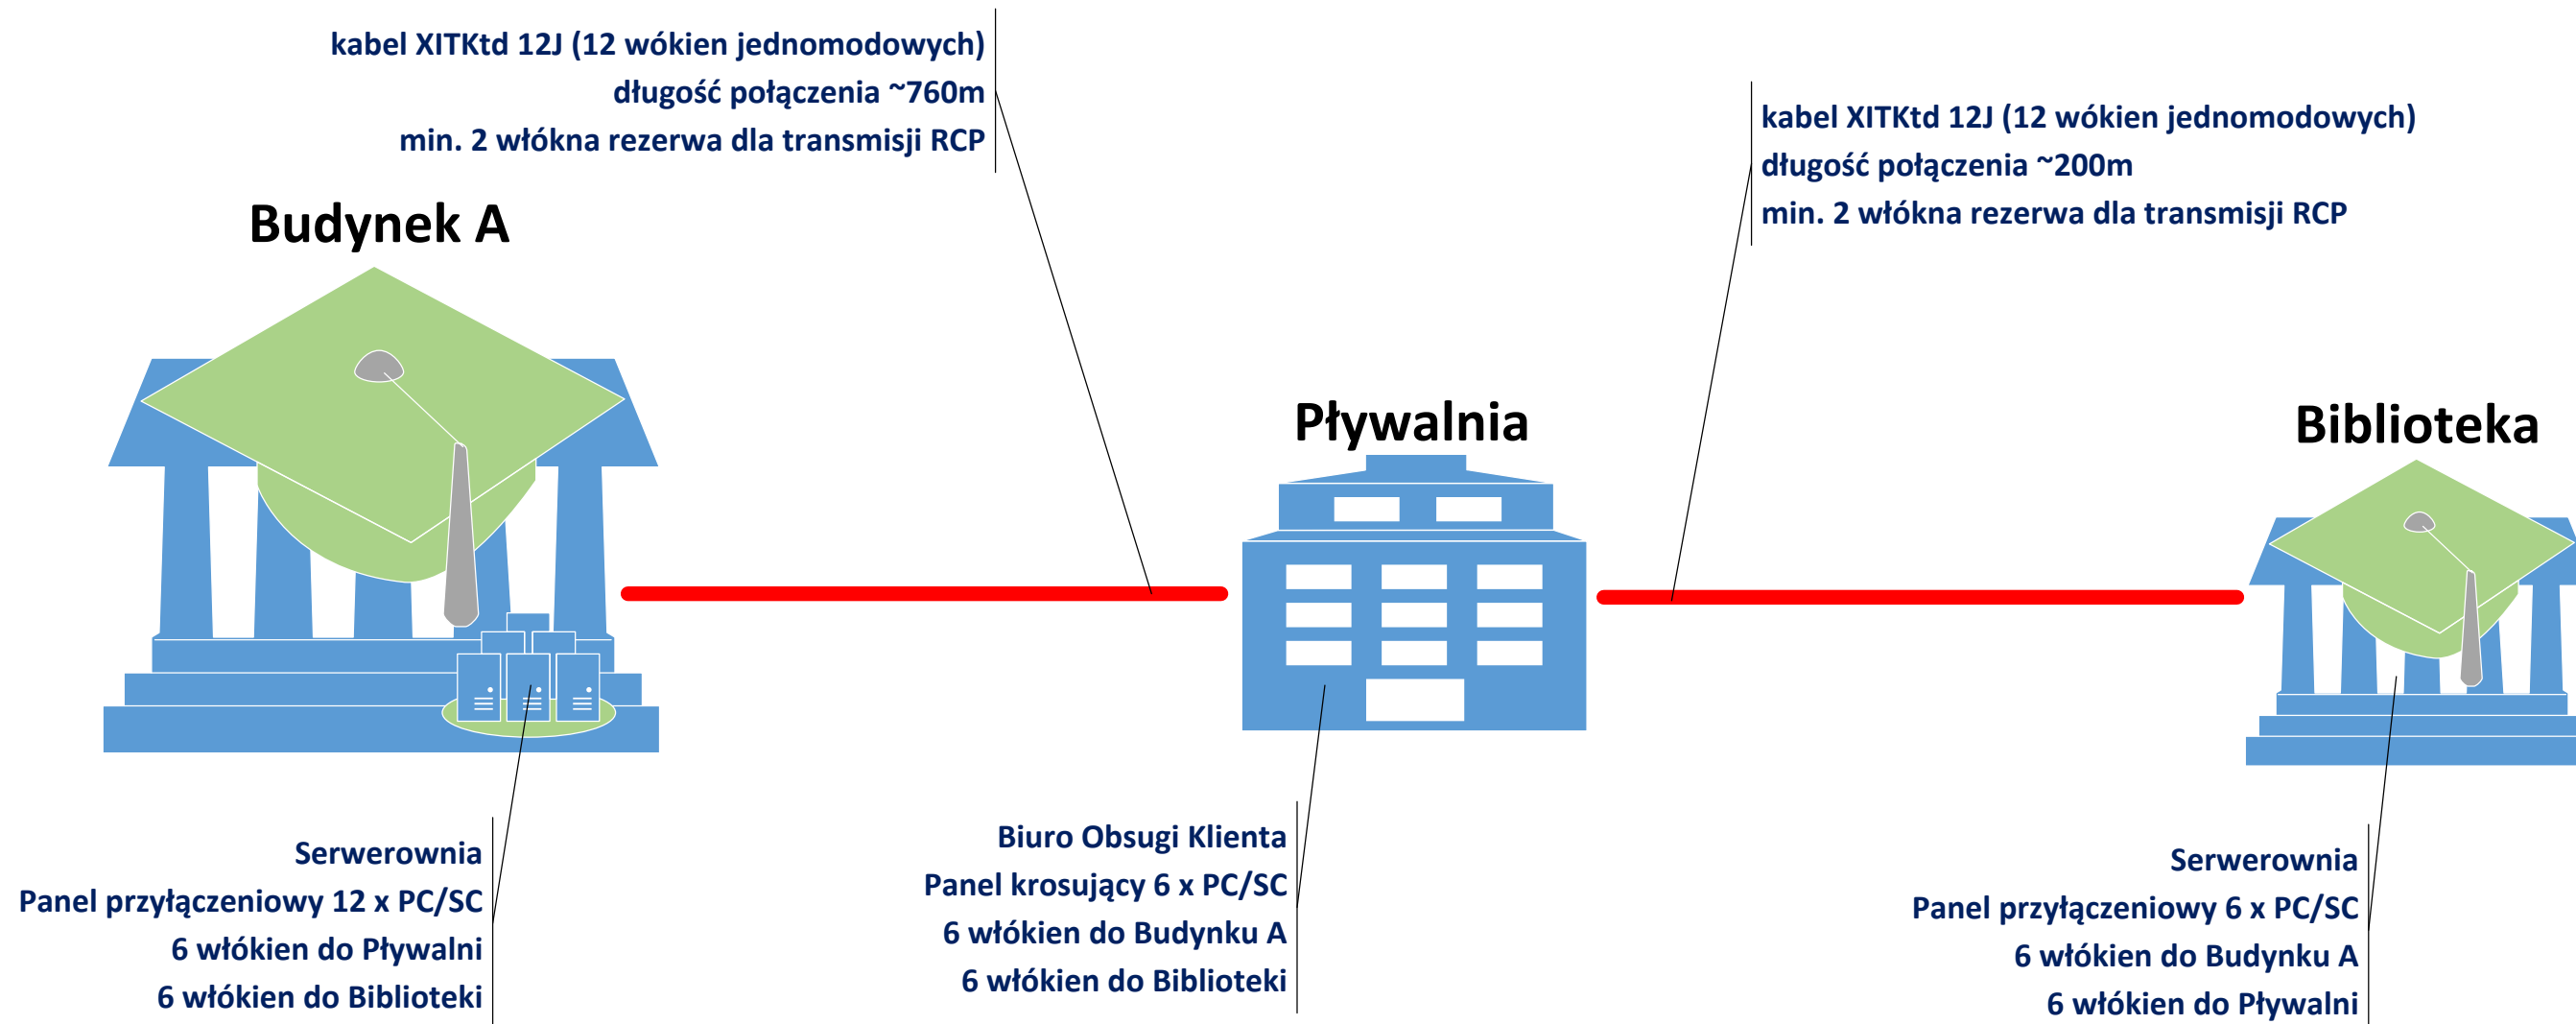 kabel XITKtd 12J (12 wókien jednomodowych)
długość połączenia ~760m
min. 2 włókna rezerwa dla transmisji RCP
kabel XITKtd 12J (12 wókien jednomodowych)
długość połączenia ~200m
min. 2 włókna rezerwa dla transmisji RCP
Budynek A
Pływalnia
Biblioteka
Serwerownia
Panel przyłączeniowy 12 x PC/SC
6 włókien do Pływalni
6 włókien do Biblioteki
Biuro Obsugi Klienta
Panel krosujący 6 x PC/SC
6 włókien do Budynku A
6 włókien do Biblioteki
Serwerownia
Panel przyłączeniowy 6 x PC/SC
6 włókien do Budynku A
6 włókien do Pływalni